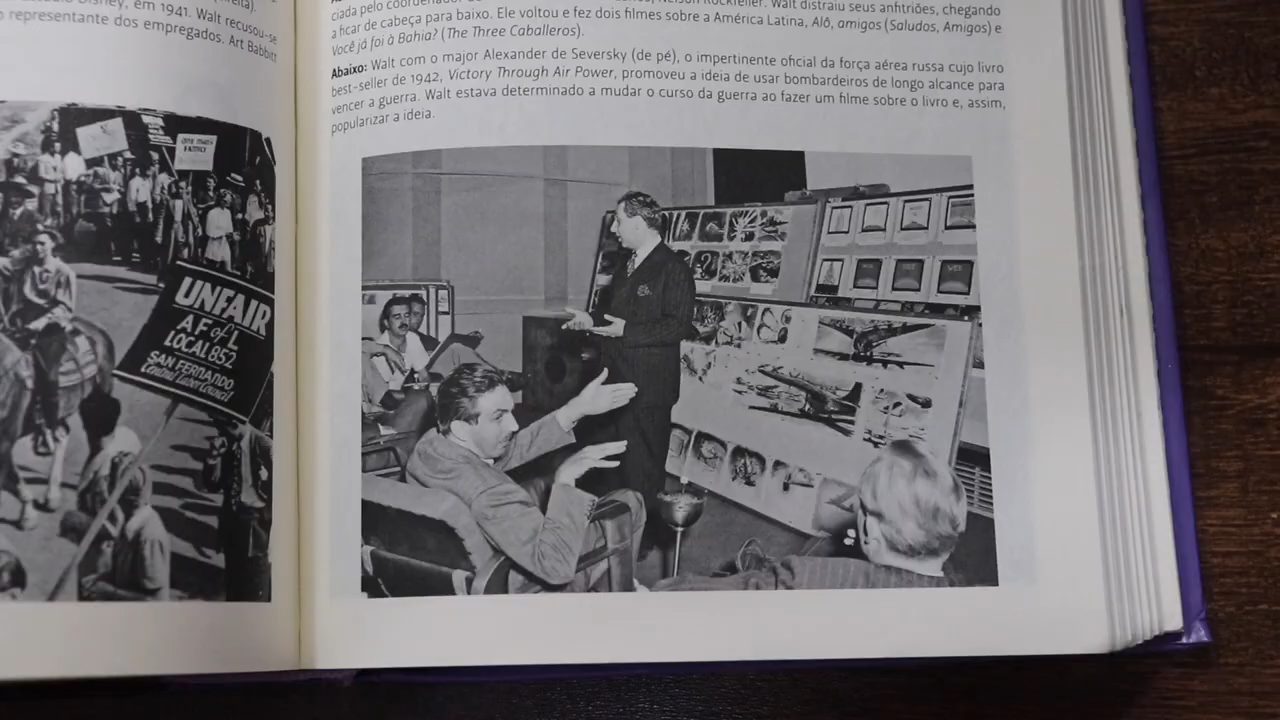 estúdio Disney, em 1941. Walt recusou-se
o representante dos empregados. Art Babbitt
UNFAIR
A F of L
LOCAL 852
SAN FERNANDO
Central Labor Council
a ficar de cabeça para baixo. Ele voltou e fez dois filmes sobre a América Latina, Alô, amigos (Saludos, Amigos) e
Você já foi à Bahia? (The Three Caballeros).
Abaixo: Walt com o major Alexander de Seversky (de pé), o impertinente oficial da força aérea russa cujo livro
best-seller de 1942, Victory Through Air Power, promoveu a ideia de usar bombardeiros de longo alcance para
vencer a guerra. Walt estava determinado a mudar o curso da guerra ao fazer um filme sobre o livro e, assim,
popularizar a ideia.